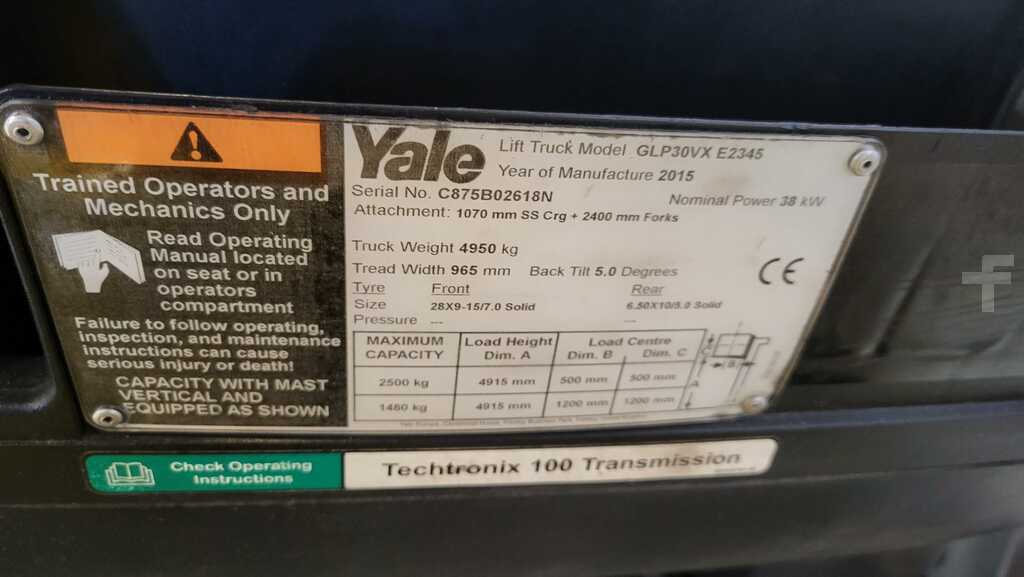 Trained Operators and
Mechanics Only
Read Operating
Manual located
on seat or in
operators
compartment
Failure to follow operating,
inspection, and maintenance
instructions can cause
serious injury or death!
CAPACITY WITH MAST
VERTICAL AND
EQUIPPED AS SHOWN
Yale
Lift Truck Model GLP30VX E2345
Year of Manufacture 2015
Serial No. C875B02618N
Nominal Power 38 kW
Attachment: 1070 mm SS Crg + 2400 mm Forks
Truck Weight 4950 kg
Tread Width 965 mm Back Tilt 5.0 Degrees
CE
Tyre Front Rear
Size 28X9-15/7.0 Solid 6.50X10/5.0 Solid
Pressure --- ---
MAXIMUM CAPACITY Load Height Dim. A Load Centre Dim. B Dim. C
2500 kg 4915 mm 500 mm 500 mm
1460 kg 4915 mm 1200 mm 1200 mm
C
B
A
Check Operating
Instructions
Techtronix 100 Transmission